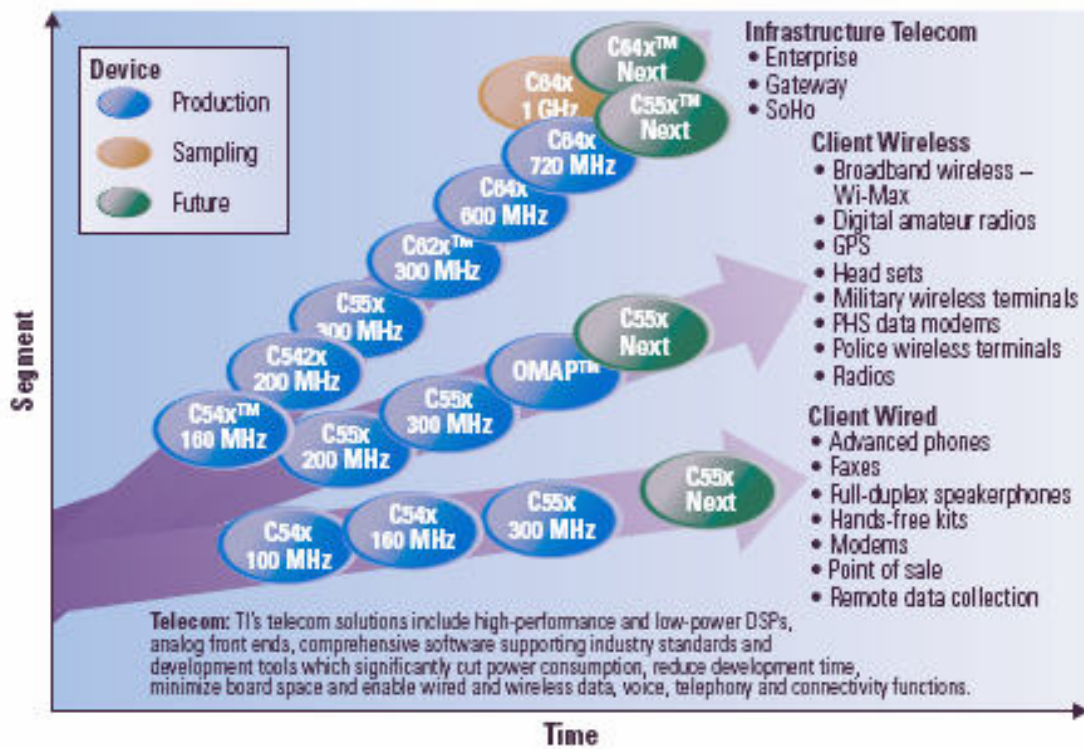 Segment
Device
Production
Sampling
Future
C64x™
Next
C64x
1 GHz
C55x™
Next
C64x
720 MHz
C64x
600 MHz
C62x™
300 MHz
C55x
300 MHz
C542x
200 MHz
C54x™
160 MHz
C55x
200 MHz
C55x
300 MHz
OMAP™
C55x
Next
C54x
100 MHz
C54x
160 MHz
C55x
300 MHz
C55x
Next
Infrastructure Telecom
• Enterprise
• Gateway
• SoHo
Client Wireless
• Broadband wireless –
Wi-Max
• Digital amateur radios
• GPS
• Head sets
• Military wireless terminals
• PHS data modems
• Police wireless terminals
• Radios
Client Wired
• Advanced phones
• Faxes
• Full-duplex speakerphones
• Hands-free kits
• Modems
• Point of sale
• Remote data collection
Telecom: TI's telecom solutions include high-performance and low-power DSPs,
analog front ends, comprehensive software supporting industry standards and
development tools which significantly cut power consumption, reduce development time,
minimize board space and enable wired and wireless data, voice, telephony and connectivity functions.
Time